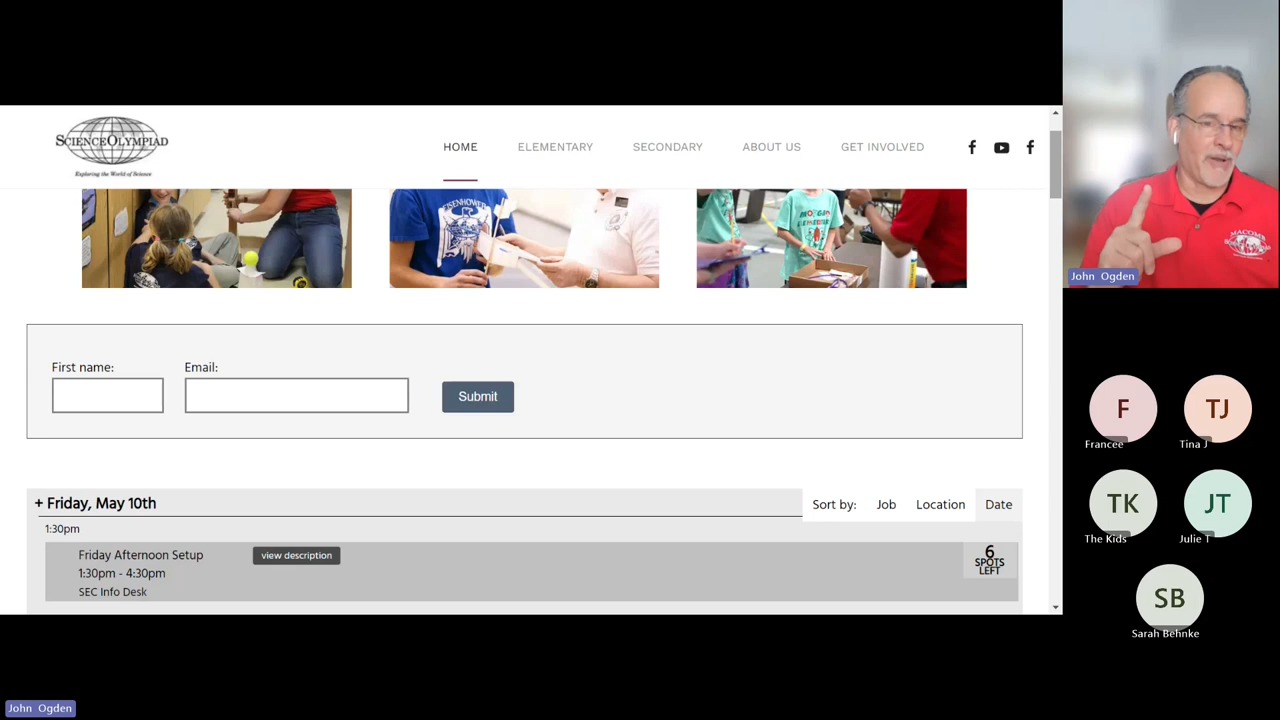 SCIENCEOLYMPIAD
Exploring the World of Science
HOME
ELEMENTARY
SECONDARY
ABOUT US
GET INVOLVED
EISENHOWER
First name:
Email:
Submit
+ Friday, May 10th
Sort by:
Job
Location
Date
1:30pm
Friday Afternoon Setup
view description
6
SPOTS
LEFT
1:30pm - 4:30pm
SEC Info Desk
MACOMB
John Ogden
F
Francee
TJ
Tina J
TK
The Kids
JT
Julie T
SB
Sarah Behnke
John Ogden